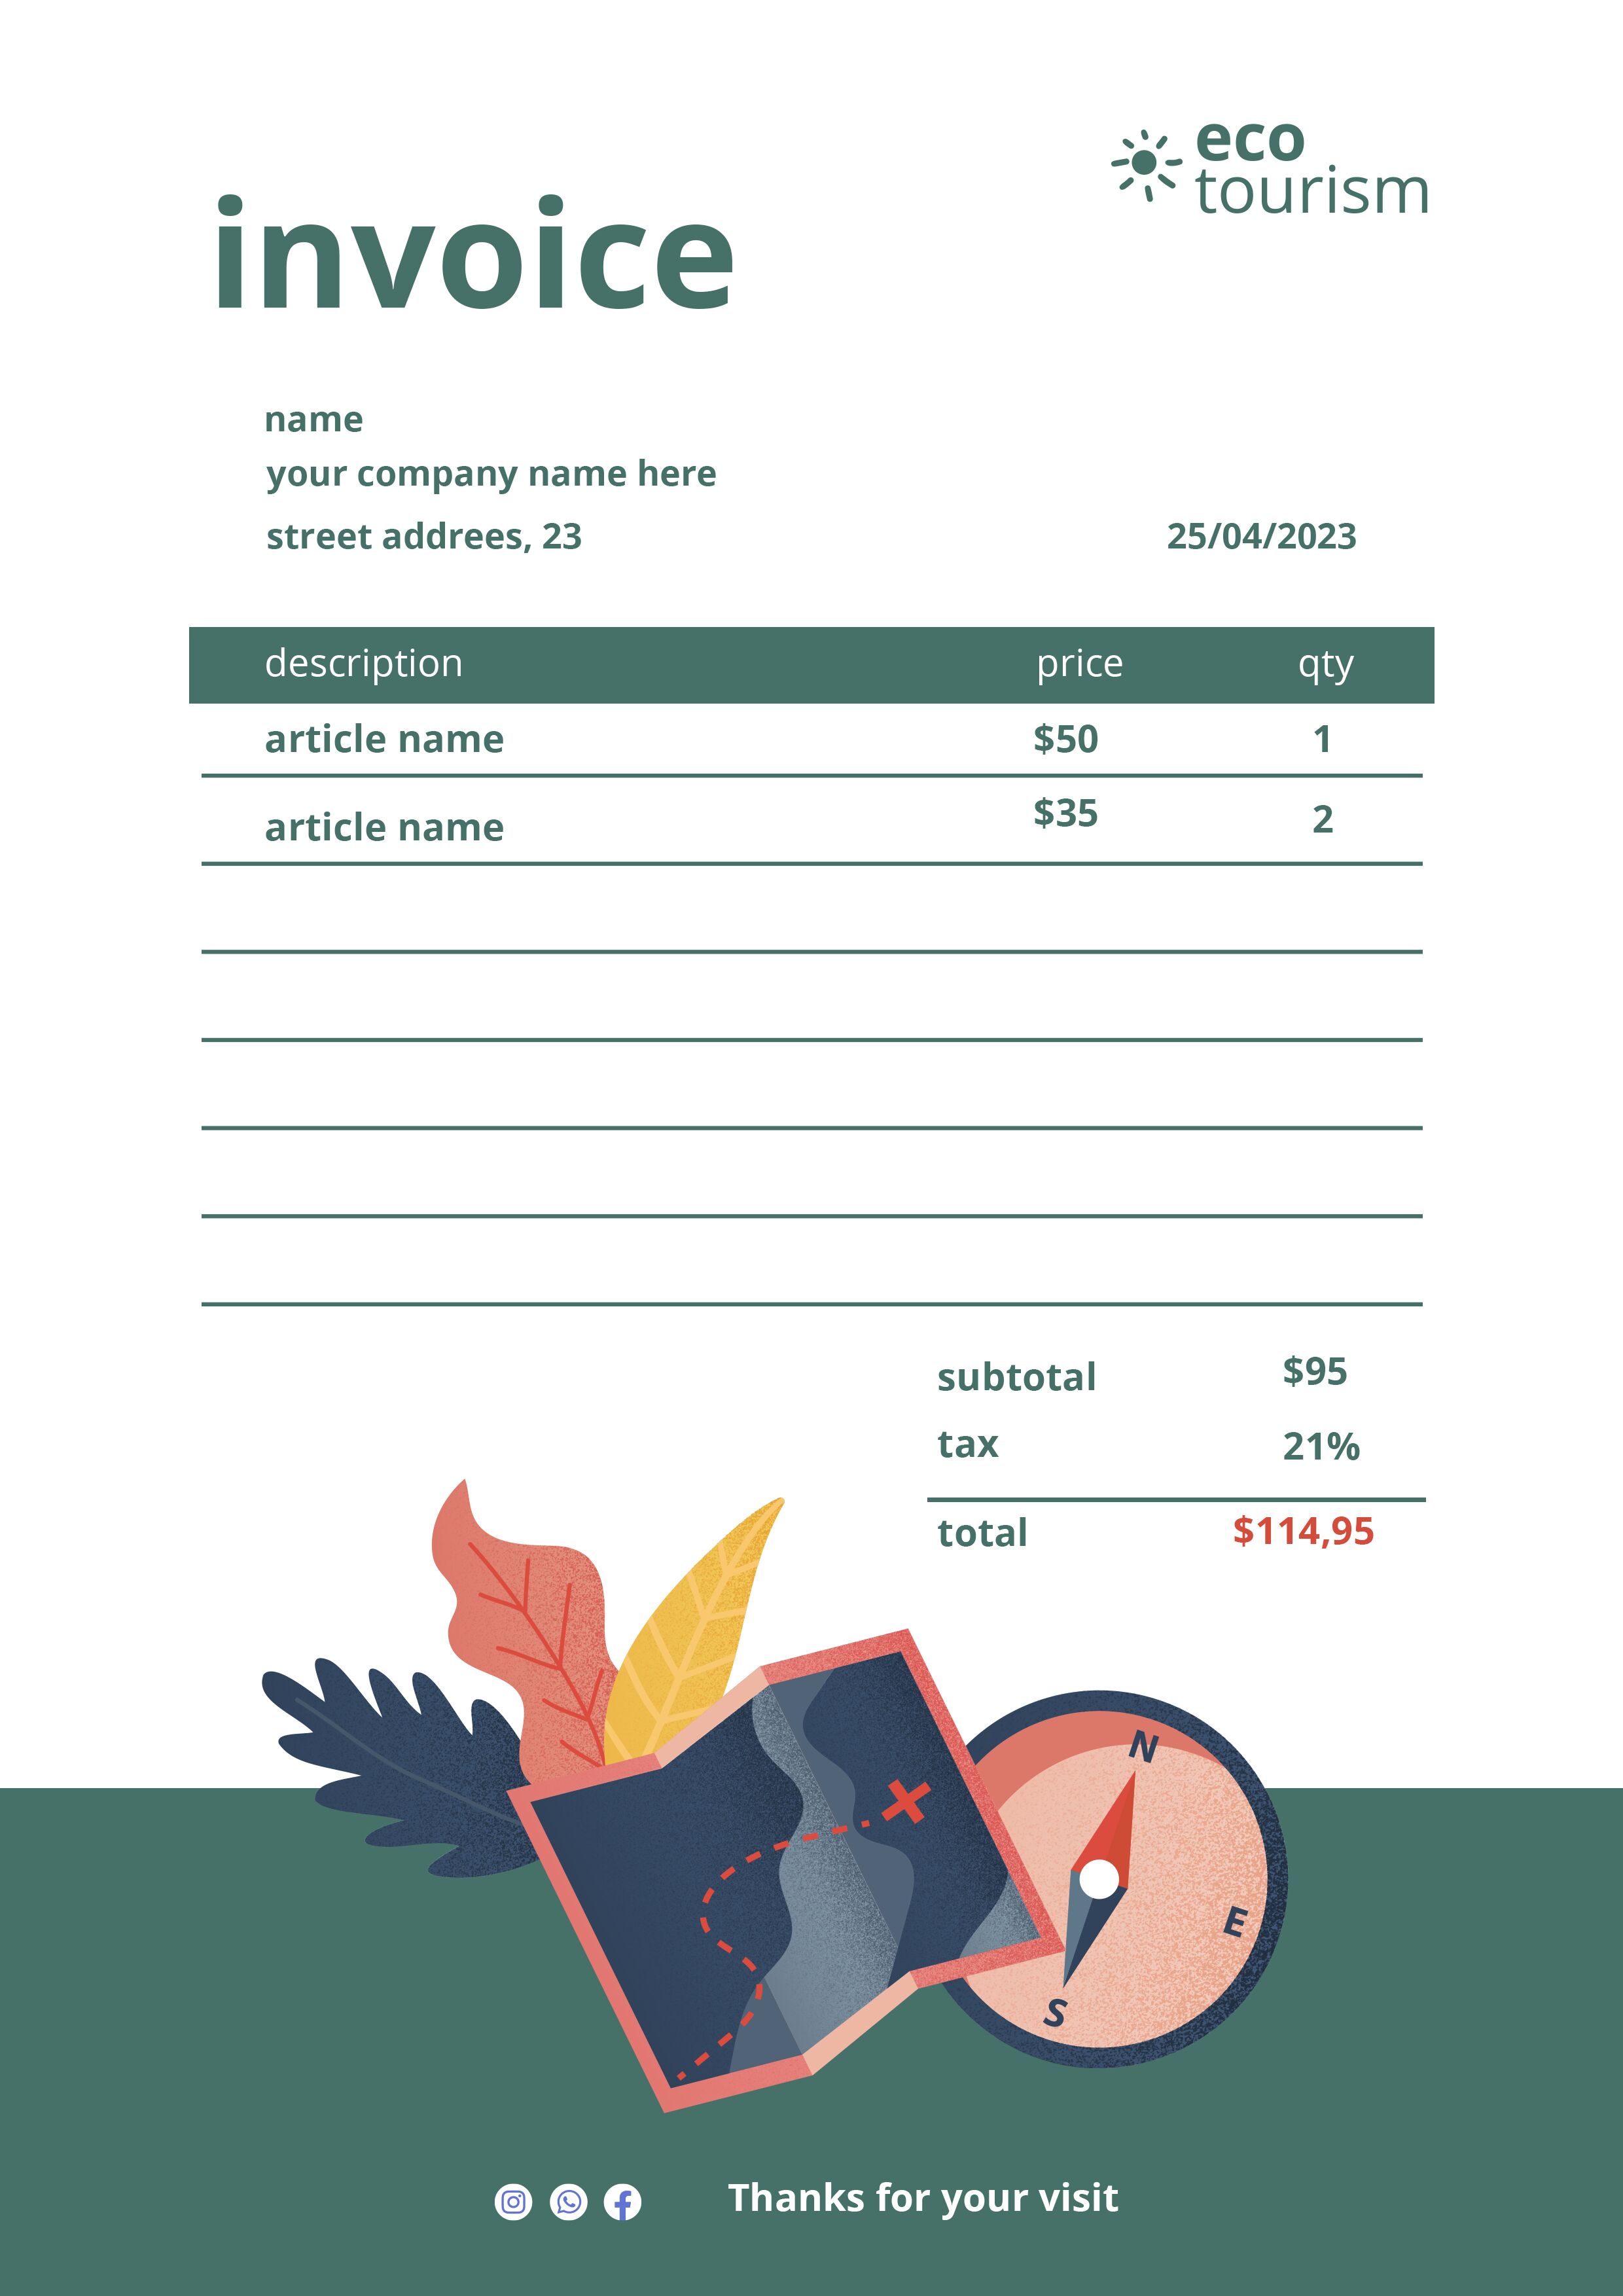 eco
tourism
invoice
name
your company name here
street addrees, 23 25/04/2023
description price qty
article name $50 1
article name $35 2
subtotal $95
tax 21%
total $114,95
N
E
S
Thanks for your visit